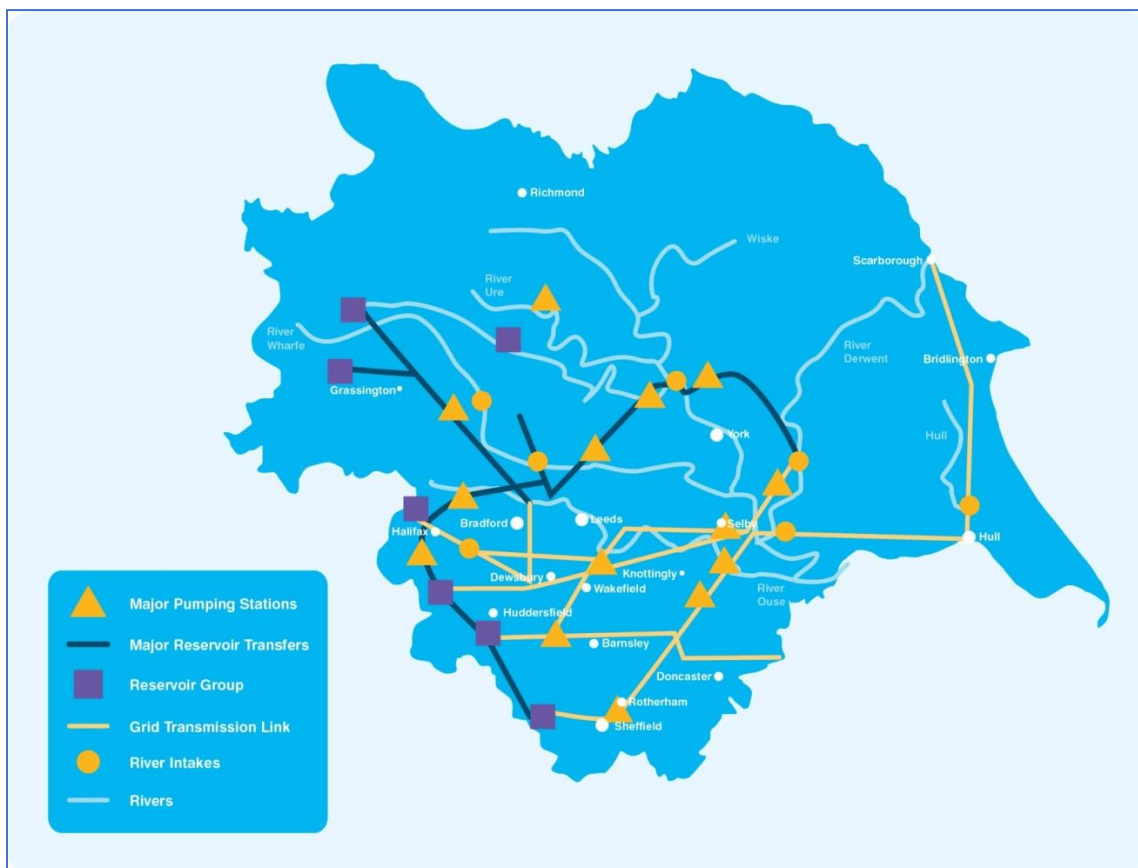 Richmond
Wiske
Scarborough
River
Ure
River
Wharfe
River
Derwent
Bridlington
Grassington
York
Hull
Bradford
Leeds
Selby
Halifax
Hull
Dewsbury
Knottingly
Wakefield
River
Ouse
Huddersfield
Barnsley
Doncaster
Rotherham
Sheffield
Major Pumping Stations
Major Reservoir Transfers
Reservoir Group
Grid Transmission Link
River Intakes
Rivers